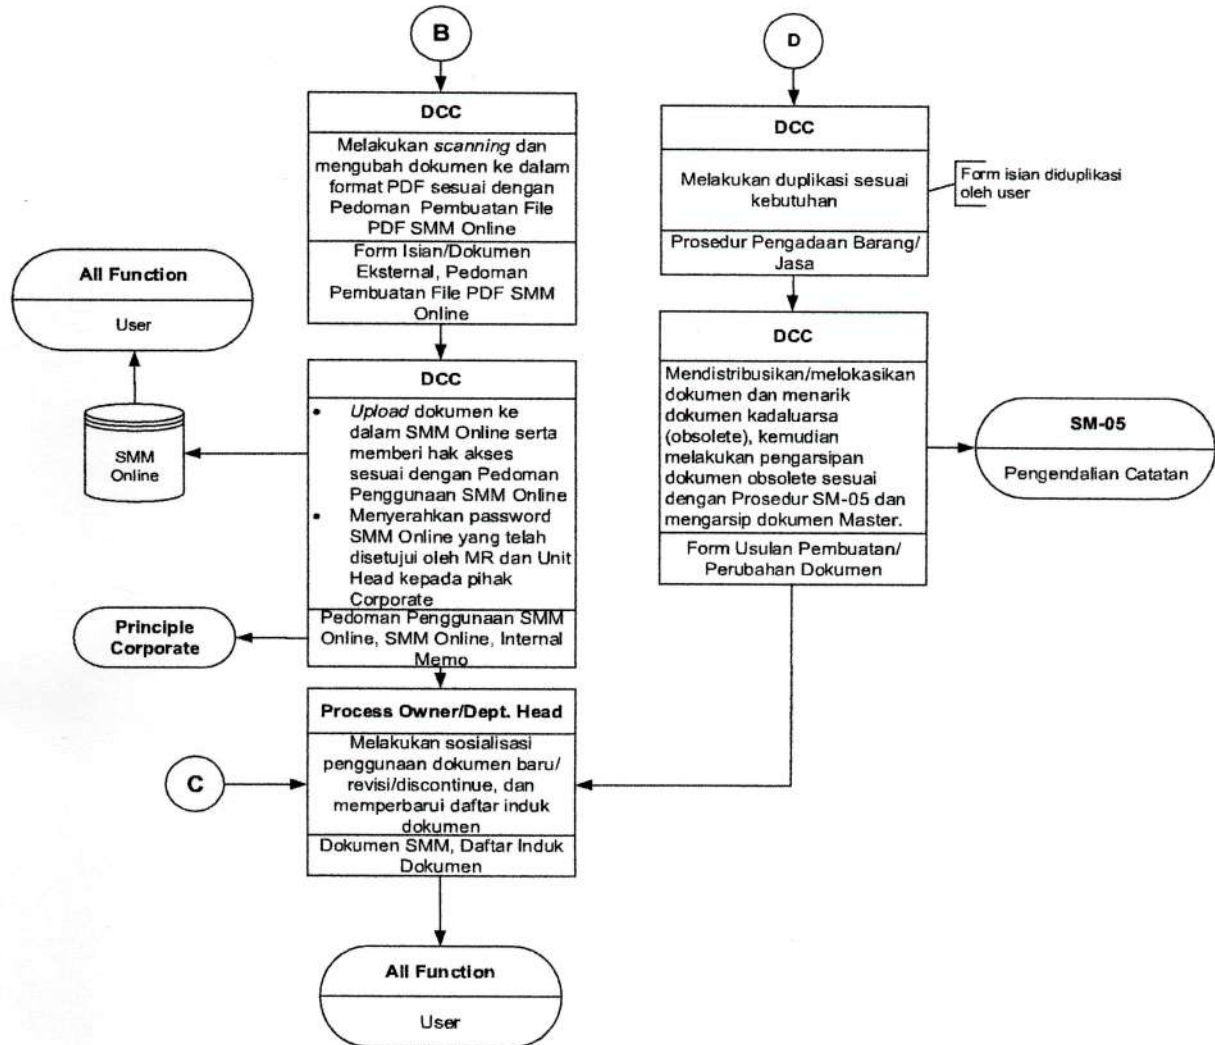 B
DCC
Melakukan scanning dan
mengubah dokumen ke dalam
format PDF sesuai dengan
Pedoman Pembuatan File
PDF SMM Online
Form Isian/Dokumen
Eksternal, Pedoman
Pembuatan File PDF SMM
Online
All Function
User
SMM
Online
DCC
• Upload dokumen ke
dalam SMM Online serta
memberi hak akses
sesuai dengan Pedoman
Penggunaan SMM Online
• Menyerahkan password
SMM Online yang telah
disetujui oleh MR dan Unit
Head kepada pihak
Corporate
Pedoman Penggunaan SMM
Online, SMM Online, Internal
Memo
Principle
Corporate
Process Owner/Dept. Head
Melakukan sosialisasi
penggunaan dokumen baru/
revisi/discontinue, dan
memperbarui daftar induk
dokumen
Dokumen SMM, Daftar Induk
Dokumen
C
All Function
User
D
DCC
Melakukan duplikasi sesuai
kebutuhan
Prosedur Pengadaan Barang/
Jasa
Form isian diduplikasi
oleh user
DCC
Mendistribusikan/melokasikan
dokumen dan menarik
dokumen kadaluarsa
(obsolete), kemudian
melakukan pengarsipan
dokumen obsolete sesuai
dengan Prosedur SM-05 dan
mengarsip dokumen Master.
Form Usulan Pembuatan/
Perubahan Dokumen
SM-05
Pengendalian Catatan